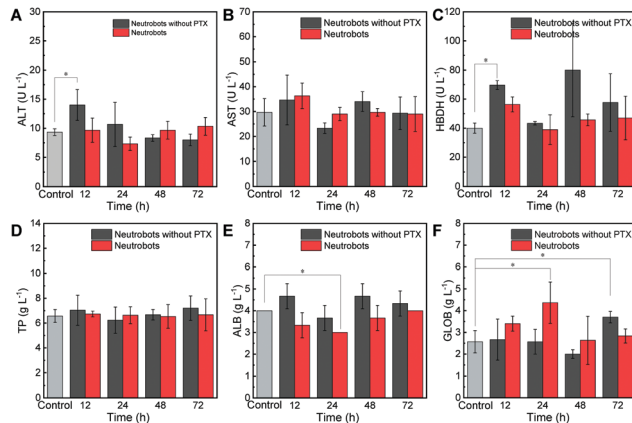 A
Neutrobots without PTX
Neutrobots
ALT (U L⁻¹)
30
25
20
15
10
5
0
*
Control 12 24 48 72
Time (h)
B
Neutrobots without PTX
Neutrobots
AST (U L⁻¹)
60
50
40
30
20
10
0
Control 12 24 48 72
Time (h)
C
Neutrobots without PTX
Neutrobots
HBDH (U L⁻¹)
120
100
80
60
40
20
0
*
Control 12 24 48 72
Time (h)
D
Neutrobots without PTX
Neutrobots
TP (g L⁻¹)
16
14
12
10
8
6
4
2
0
Control 12 24 48 72
Time (h)
E
Neutrobots without PTX
Neutrobots
ALB (g L⁻¹)
8
7
6
5
4
3
2
1
0
*
Control 12 24 48 72
Time (h)
F
Neutrobots without PTX
Neutrobots
GLOB (g L⁻¹)
8
7
6
5
4
3
2
1
0
*
*
Control 12 24 48 72
Time (h)